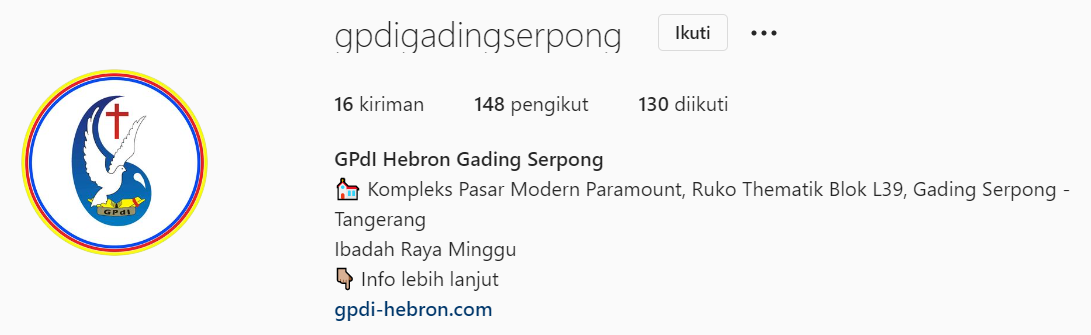 gpdigadingserpong Ikuti
16 kiriman 148 pengikut 130 diikuti
GPdI Hebron Gading Serpong
Kompleks Pasar Modern Paramount, Ruko Thematik Blok L39, Gading Serpong -
Tangerang
Ibadah Raya Minggu
Info lebih lanjut
gpdi-hebron.com
GPdI